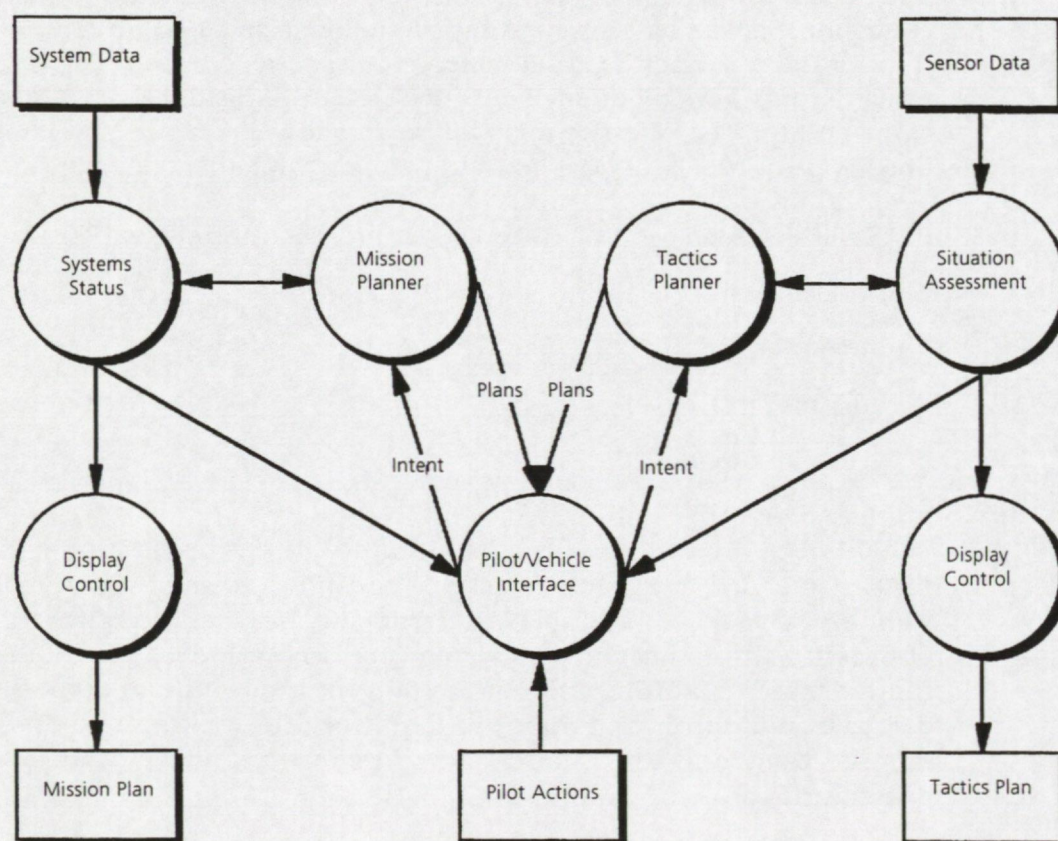 System Data
Sensor Data
Systems
Status
Mission
Planner
Tactics
Planner
Situation
Assessment
Plans
Plans
Intent
Intent
Display
Control
Pilot/Vehicle
Interface
Display
Control
Mission Plan
Pilot Actions
Tactics Plan